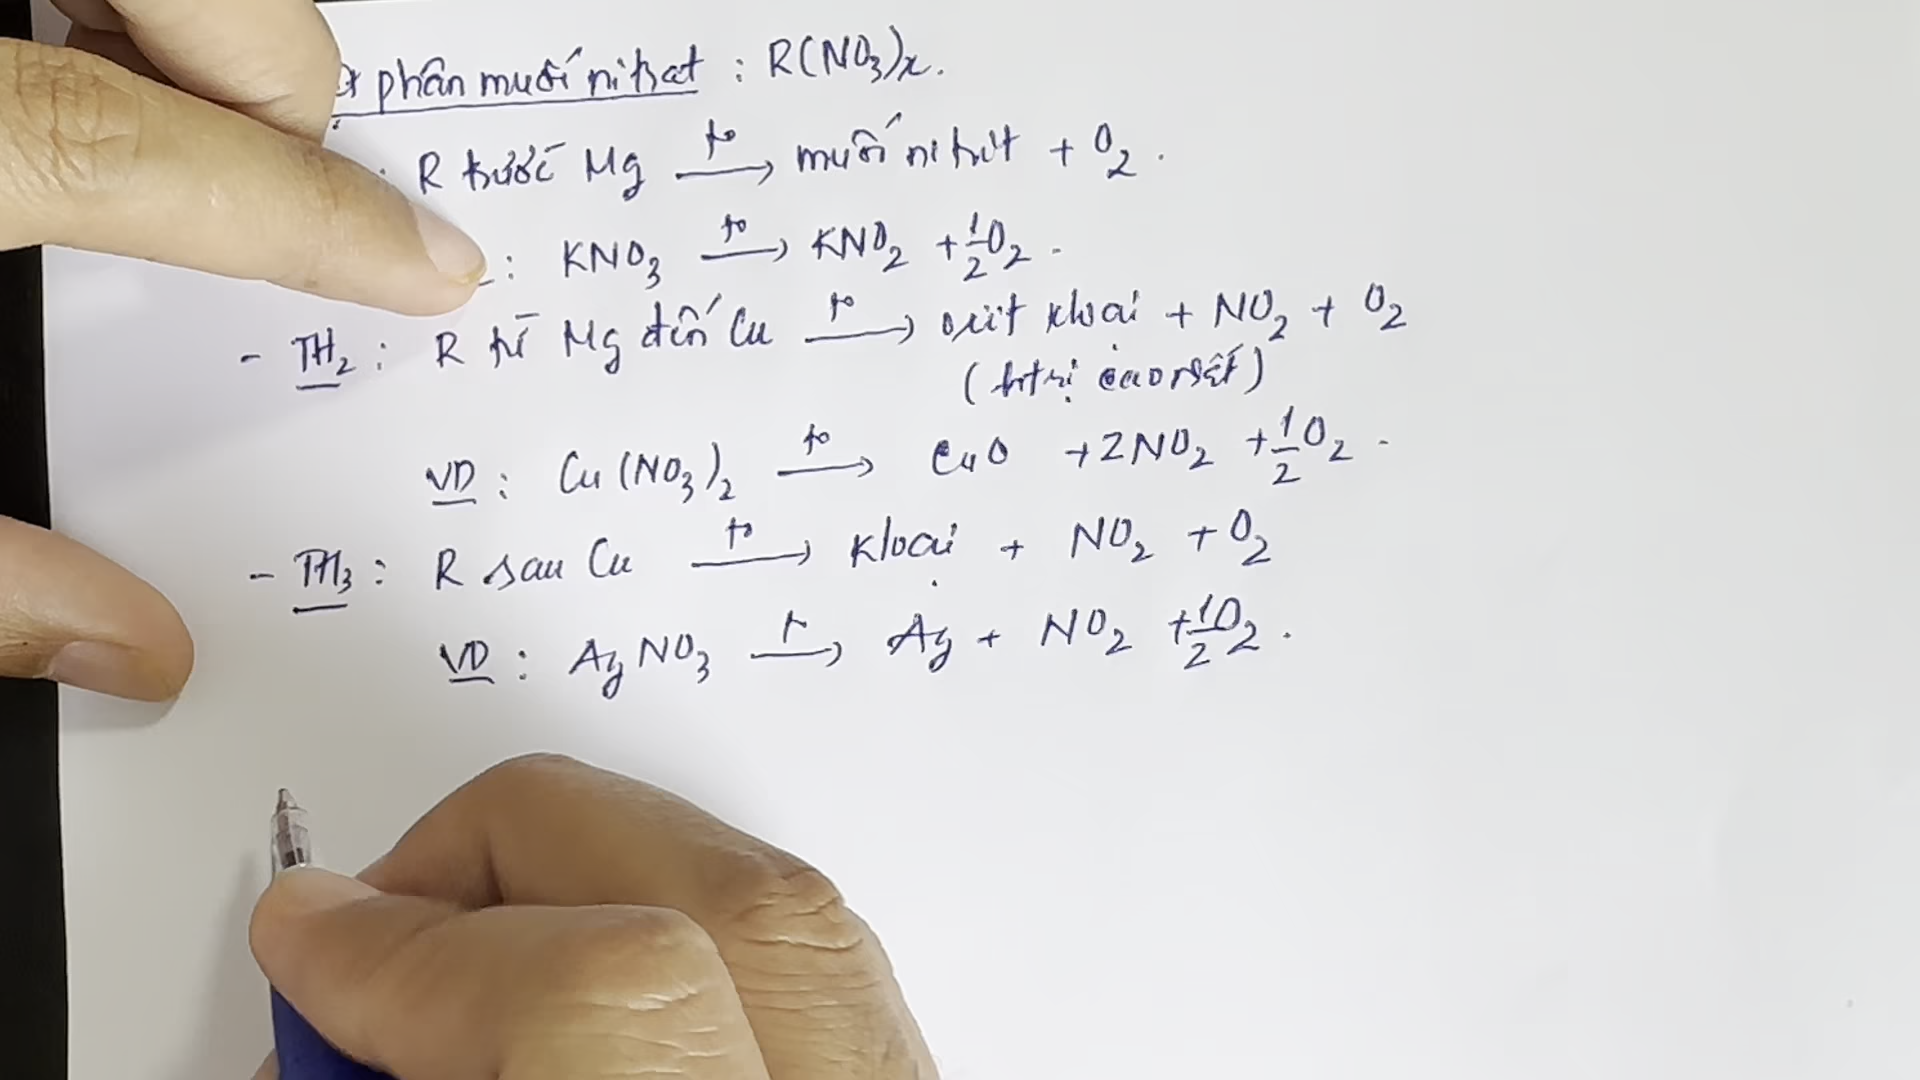 phân muối nitrat : R(NO₃)ₓ.
: R trước Mg →(t°) muối nitrit + O₂.
: KNO₃ →(t°) KNO₂ + 1/2 O₂.
- TH₂ : R từ Mg đến Cu →(t°) oxit kloại + NO₂ + O₂
(htrị cao nhất)
VD : Cu(NO₃)₂ →(t°) CuO + 2NO₂ + 1/2 O₂.
- TH₃ : R sau Cu →(t°) kloại + NO₂ + O₂
VD : AgNO₃ →(t°) Ag + NO₂ + 1/2 O₂.